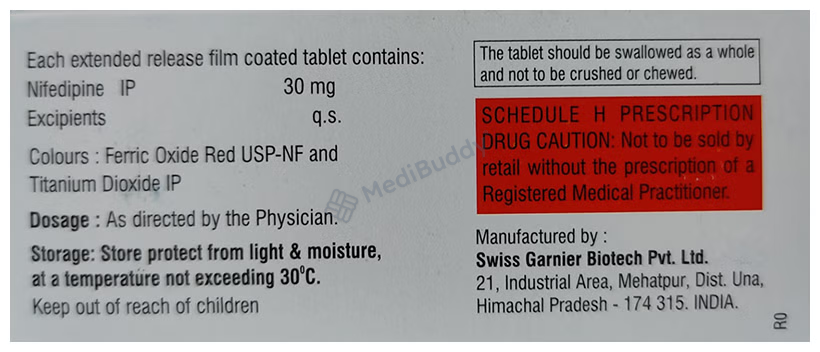 Each extended release film coated tablet contains:
Nifedipine IP 30 mg
Excipients q.s.
Colours : Ferric Oxide Red USP-NF and
Titanium Dioxide IP
Dosage : As directed by the Physician.
Storage: Store protect from light & moisture,
at a temperature not exceeding 30⁰C.
Keep out of reach of children
The tablet should be swallowed as a whole
and not to be crushed or chewed.
SCHEDULE H PRESCRIPTION
DRUG CAUTION: Not to be sold by
retail without the prescription of a
Registered Medical Practitioner.
Manufactured by :
Swiss Garnier Biotech Pvt. Ltd.
21, Industrial Area, Mehatpur, Dist. Una,
Himachal Pradesh - 174 315. INDIA.
R0
MediBuddy